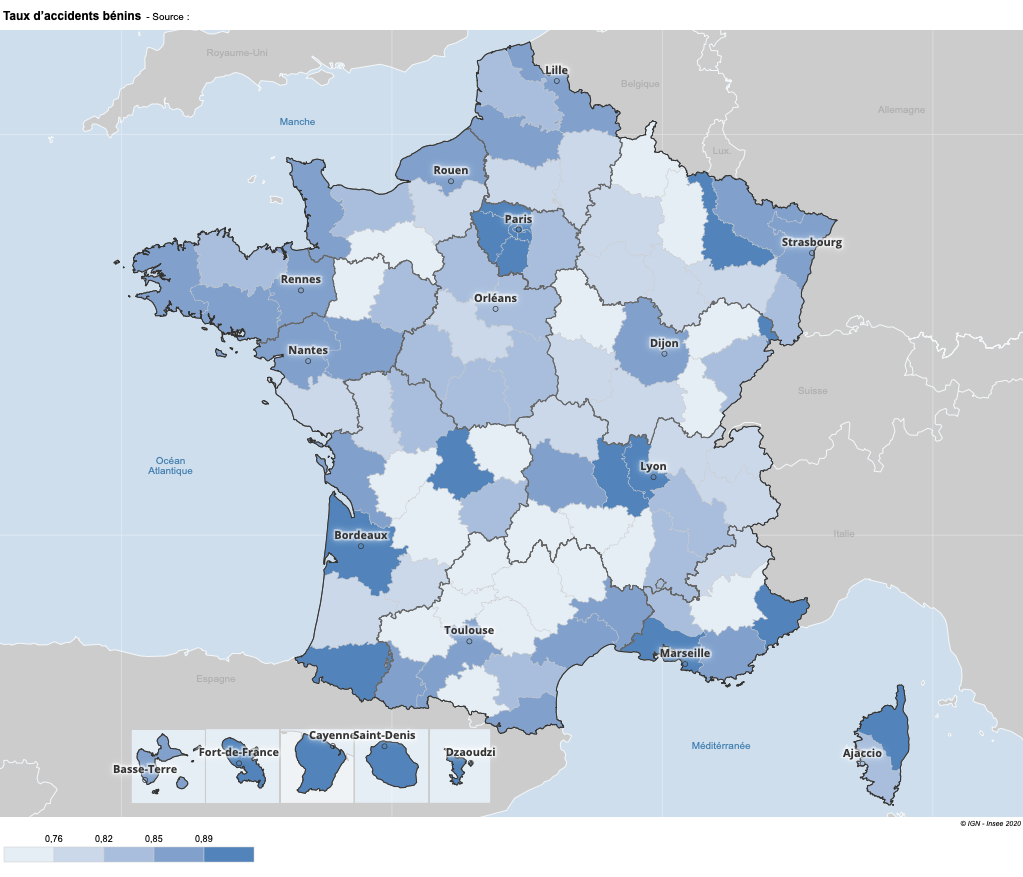 Taux d'accidents bénins - Source :
Royaume-Uni
Lille
Belgique
Allemagne
Manche
Lux.
Rouen
Paris
Strasbourg
Rennes
Orléans
Dijon
Nantes
Suisse
Océan
Atlantique
Lyon
Bordeaux
Italie
Toulouse
Marseille
Espagne
Méditérranée
Ajaccio
Basse-Terre
Fort-de-France
Cayenne
Saint-Denis
Dzaoudzi
© IGN - Insee 2020
0,76 0,82 0,85 0,89